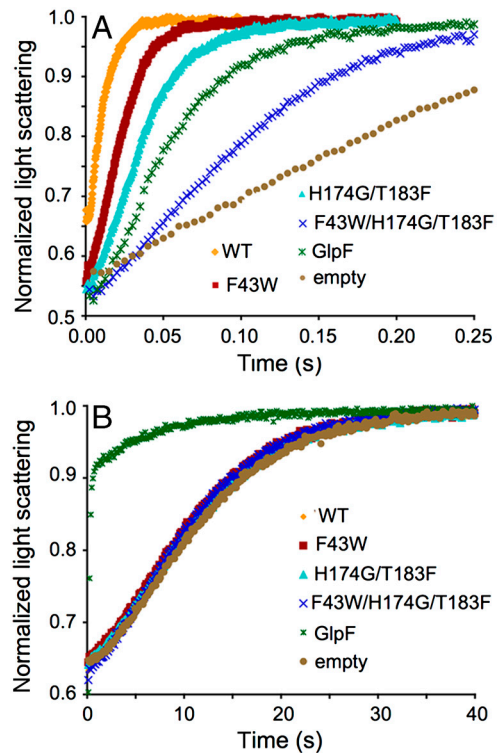 A
Normalized light scattering
1.0
0.9
0.8
0.7
0.6
0.5
H174G/T183F
F43W/H174G/T183F
WT
GlpF
F43W
empty
0.00
0.05
0.10
0.15
0.20
0.25
Time (s)
B
Normalized light scattering
1.0
0.9
0.8
0.7
0.6
WT
F43W
H174G/T183F
F43W/H174G/T183F
GlpF
empty
0
10
20
30
40
Time (s)